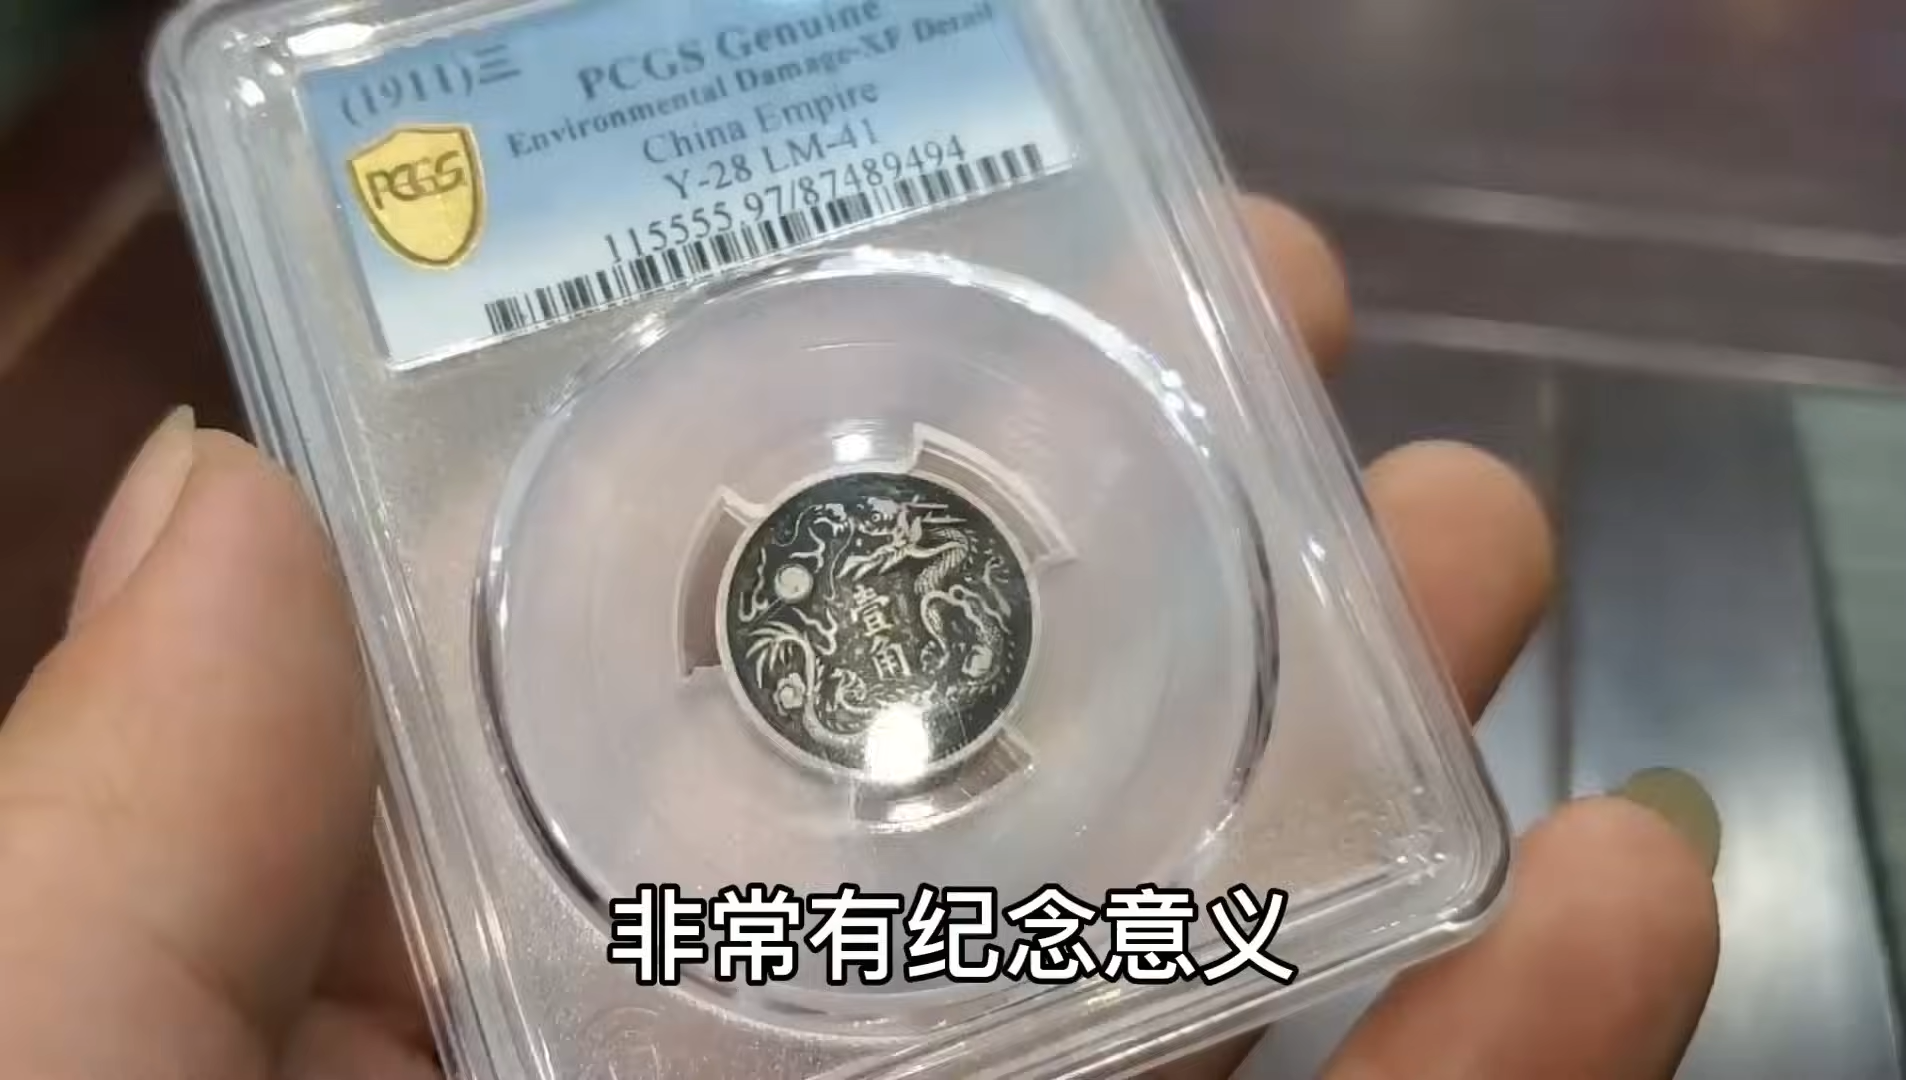 (1911)三
PCGS Genuine
Environmental Damage-XF Detail
China Empire
Y-28 LM-41
115555.97/87489494
PCGS
壹角
非常有纪念意义